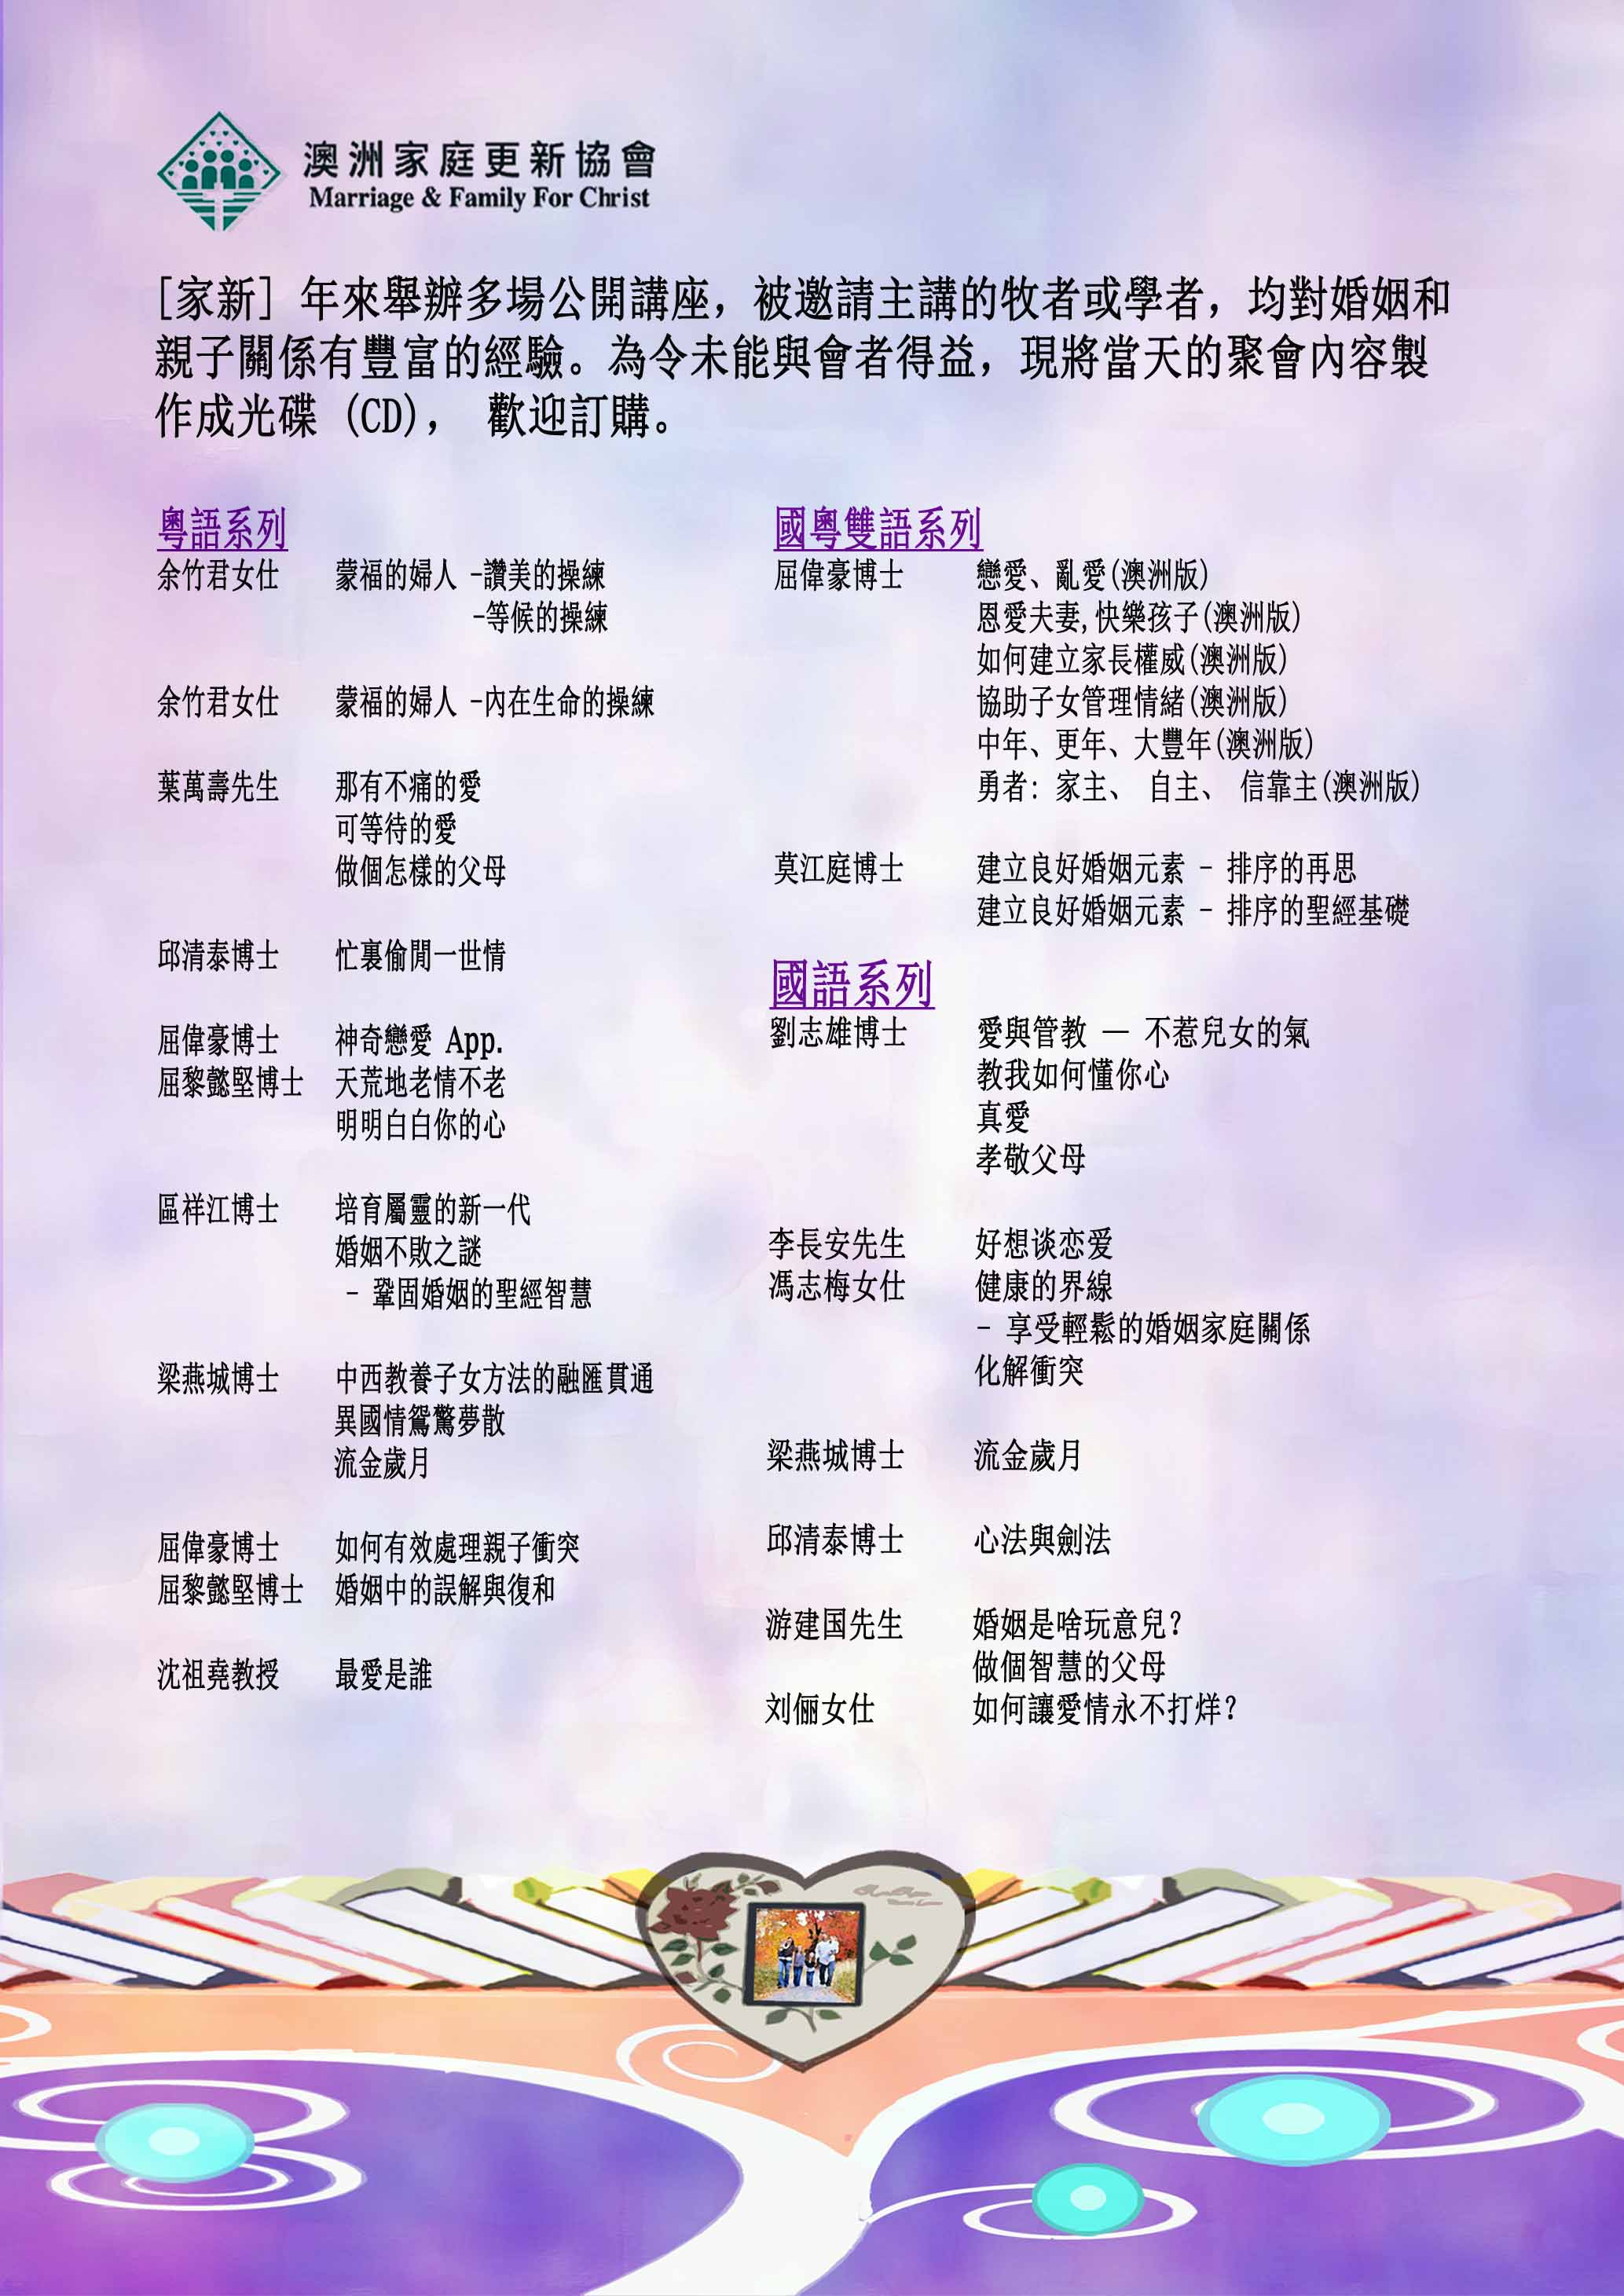 澳洲家庭更新協會
Marriage & Family For Christ
[家新] 年來舉辦多場公開講座，被邀請主講的牧者或學者，均對婚姻和
親子關係有豐富的經驗。為令未能與會者得益，現將當天的聚會內容製
作成光碟 (CD)， 歡迎訂購。
粵語系列
余竹君女仕 蒙福的婦人 -讚美的操練
-等候的操練
余竹君女仕 蒙福的婦人 -內在生命的操練
葉萬壽先生 那有不痛的愛
可等待的愛
做個怎樣的父母
邱清泰博士 忙裏偷閒一世情
屈偉豪博士 神奇戀愛 App.
屈黎懿堅博士 天荒地老情不老
明明白白你的心
區祥江博士 培育屬靈的新一代
婚姻不敗之謎
- 鞏固婚姻的聖經智慧
梁燕城博士 中西教養子女方法的融匯貫通
異國情鴛驚夢散
流金歲月
屈偉豪博士 如何有效處理親子衝突
屈黎懿堅博士 婚姻中的誤解與復和
沈祖堯教授 最愛是誰
國粵雙語系列
屈偉豪博士 戀愛、亂愛(澳洲版)
恩愛夫妻,快樂孩子(澳洲版)
如何建立家長權威(澳洲版)
協助子女管理情緒(澳洲版)
中年、更年、大豐年(澳洲版)
勇者: 家主、 自主、 信靠主(澳洲版)
莫江庭博士 建立良好婚姻元素 - 排序的再思
建立良好婚姻元素 - 排序的聖經基礎
國語系列
劉志雄博士 愛與管教 — 不惹兒女的氣
教我如何懂你心
真愛
孝敬父母
李長安先生 好想谈恋爱
馮志梅女仕 健康的界線
- 享受輕鬆的婚姻家庭關係
化解衝突
梁燕城博士 流金歲月
邱清泰博士 心法與劍法
游建国先生 婚姻是啥玩意兒?
做個智慧的父母
刘俪女仕 如何讓愛情永不打烊?